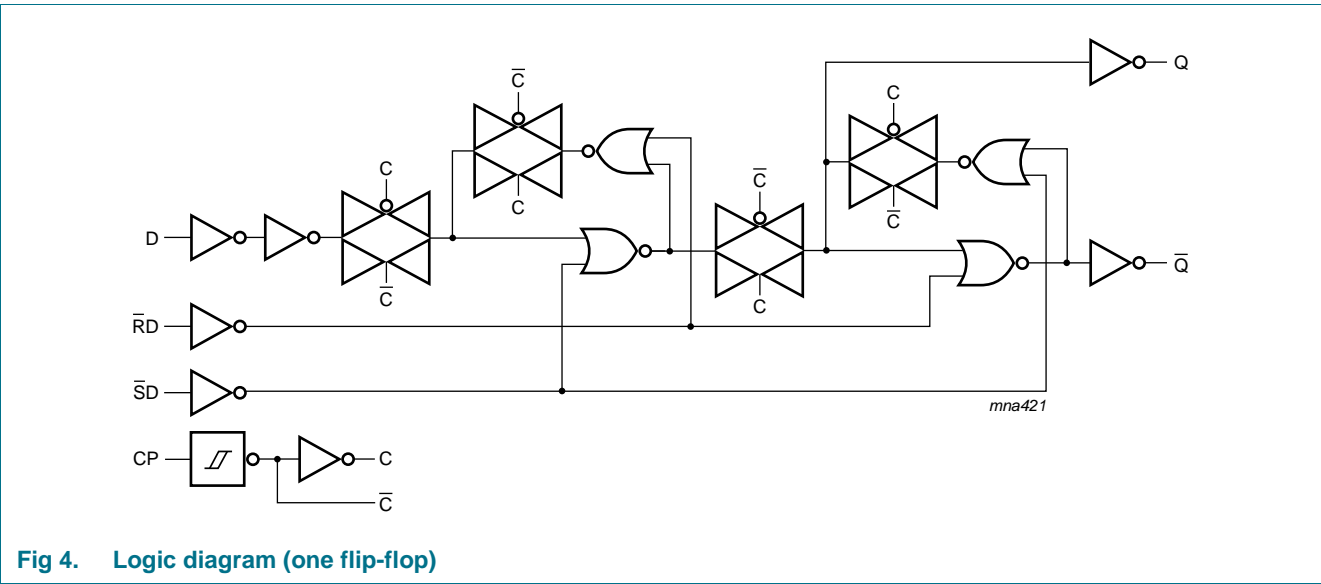 Q
C̅
C
C
C
C̅
D
C̅
C
C̅
Q̅
C
R̅D
S̅D
mna421
CP
C
C̅
Fig 4. Logic diagram (one flip-flop)